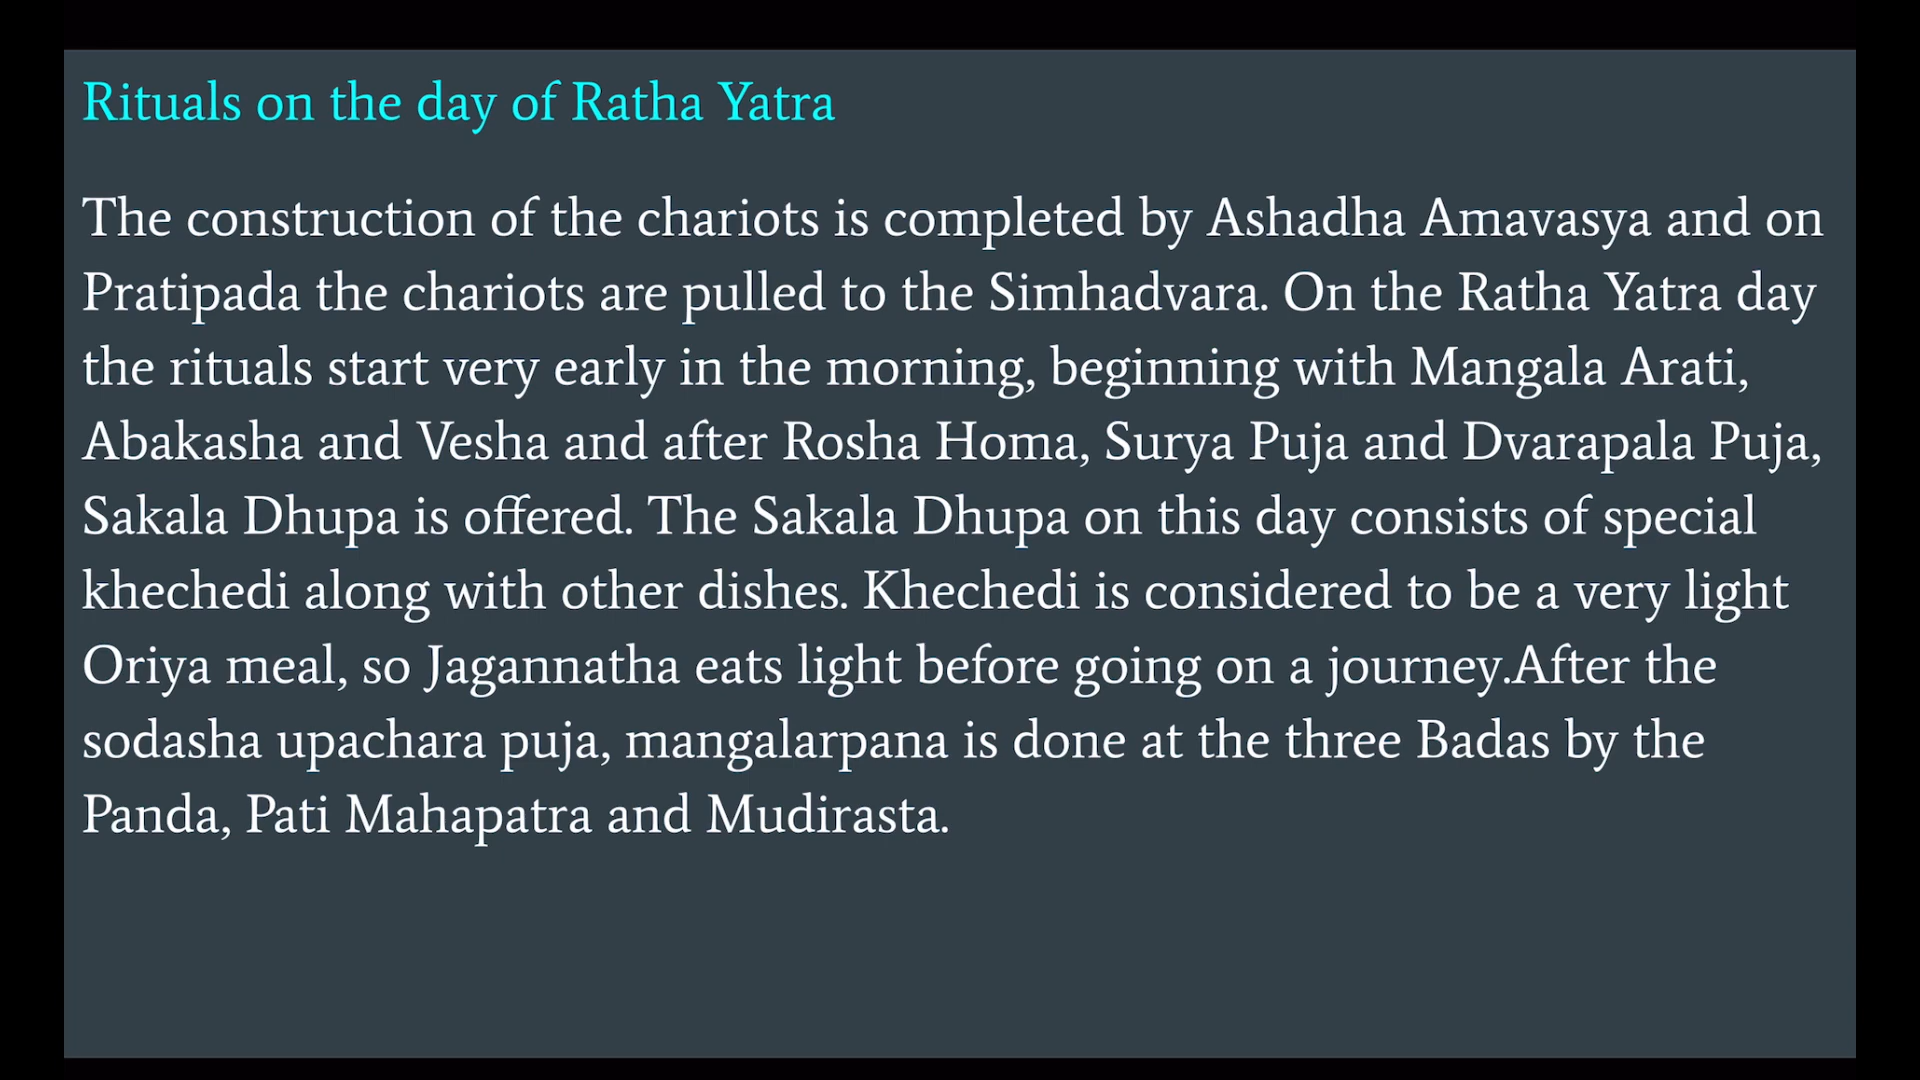 Rituals on the day of Ratha Yatra
The construction of the chariots is completed by Ashadha Amavasya and on
Pratipada the chariots are pulled to the Simhadvara. On the Ratha Yatra day
the rituals start very early in the morning, beginning with Mangala Arati,
Abakasha and Vesha and after Rosha Homa, Surya Puja and Dvarapala Puja,
Sakala Dhupa is offered. The Sakala Dhupa on this day consists of special
khechedi along with other dishes. Khechedi is considered to be a very light
Oriya meal, so Jagannatha eats light before going on a journey.After the
sodasha upachara puja, mangalarpana is done at the three Badas by the
Panda, Pati Mahapatra and Mudirasta.